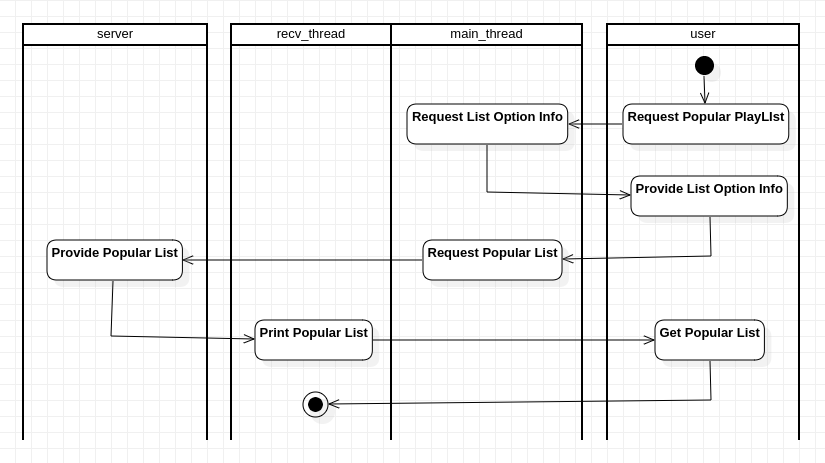 server
recv_thread
main_thread
user
Request List Option Info
Request Popular PlayLIst
Provide List Option Info
Provide Popular List
Request Popular List
Print Popular List
Get Popular List